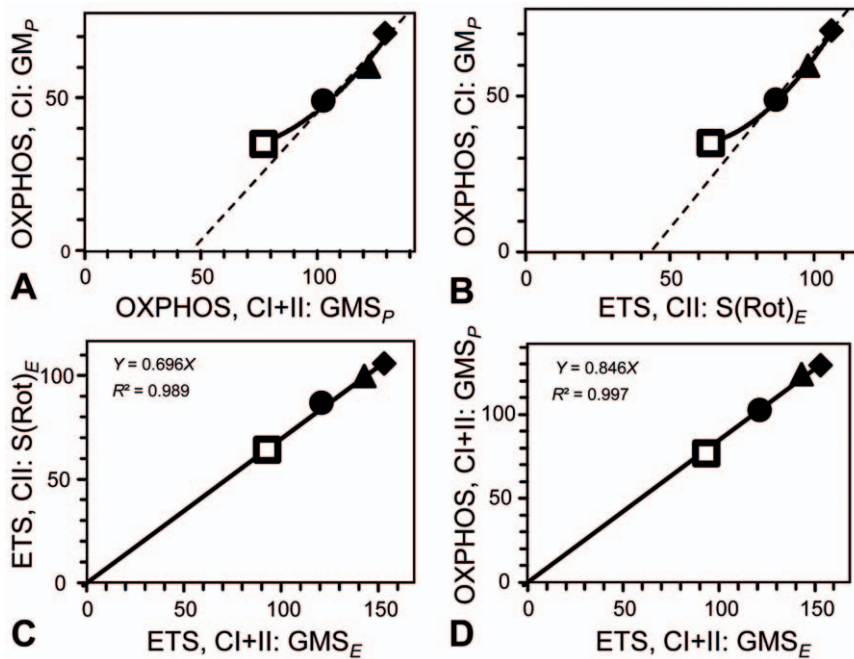 OXPHOS, CI: GMP
50
0
0
50
100
A
OXPHOS, CI+II: GMSP
OXPHOS, CI: GMP
50
0
0
50
100
B
ETS, CII: S(Rot)E
ETS, CII: S(Rot)E
Y = 0.696X
R² = 0.989
100
50
0
0
50
100
150
C
ETS, CI+II: GMSE
OXPHOS, CI+II: GMSP
Y = 0.846X
R² = 0.997
100
50
0
0
50
100
150
D
ETS, CI+II: GMSE